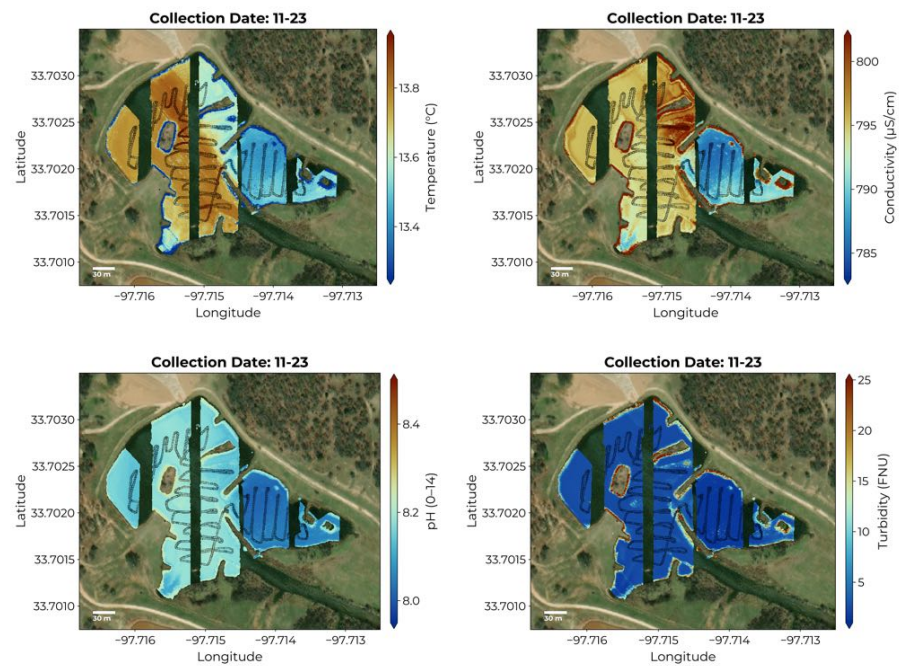 Collection Date: 11-23
33.7030
33.7025
33.7020
33.7015
33.7010
Latitude
30 m
−97.716 −97.715 −97.714 −97.713
Longitude
13.8
13.6
13.4
Temperature (°C)
Collection Date: 11-23
33.7030
33.7025
33.7020
33.7015
33.7010
Latitude
30 m
−97.716 −97.715 −97.714 −97.713
Longitude
800
795
790
785
Conductivity (µS/cm)
Collection Date: 11-23
33.7030
33.7025
33.7020
33.7015
33.7010
Latitude
30 m
−97.716 −97.715 −97.714 −97.713
Longitude
8.4
8.2
8.0
pH (0–14)
Collection Date: 11-23
33.7030
33.7025
33.7020
33.7015
33.7010
Latitude
30 m
−97.716 −97.715 −97.714 −97.713
Longitude
25
20
15
10
5
Turbidity (FNU)